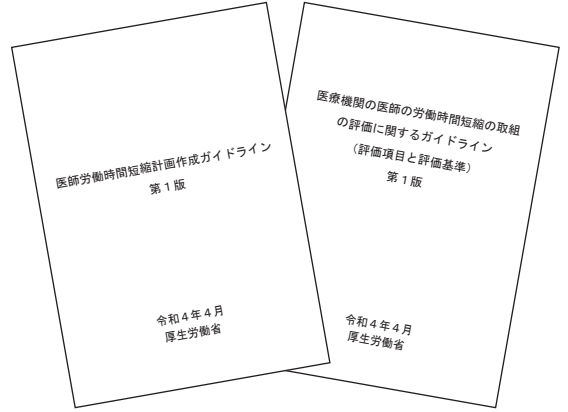 医師労働時間短縮計画作成ガイドライン
第1版
令和4年4月
厚生労働省
医療機関の医師の労働時間短縮の取組
の評価に関するガイドライン
（評価項目と評価基準）
第1版
令和4年4月
厚生労働省